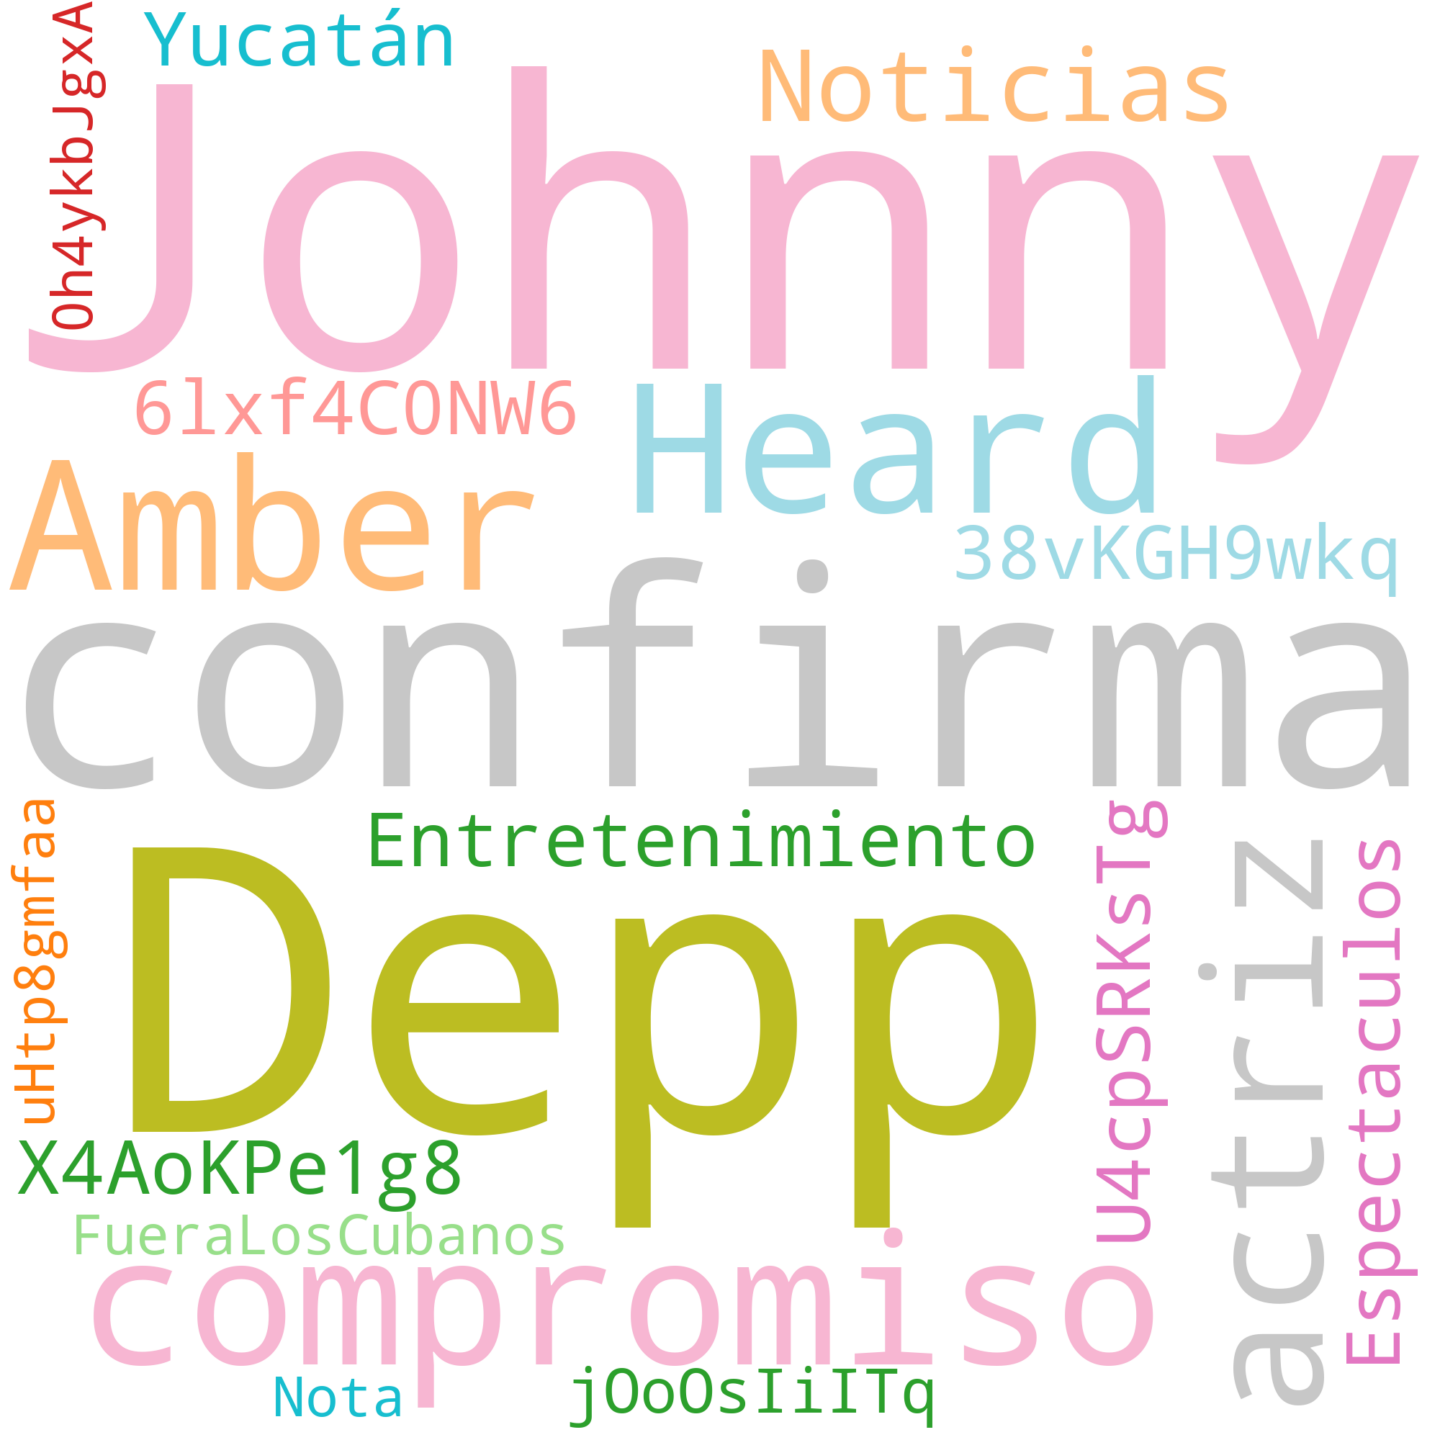 Yucatán
Noticias
0h4ykbJgxA
Johnny
6lxf4CONW6
Heard
Amber
38vKGH9wkq
confirma
Entretenimiento
uHtp8gmfaa
Depp
U4cpSRKsTg
actriz
Espectaculos
X4AoKPe1g8
FueraLosCubanos
compromiso
Nota
jOoOsIiITq